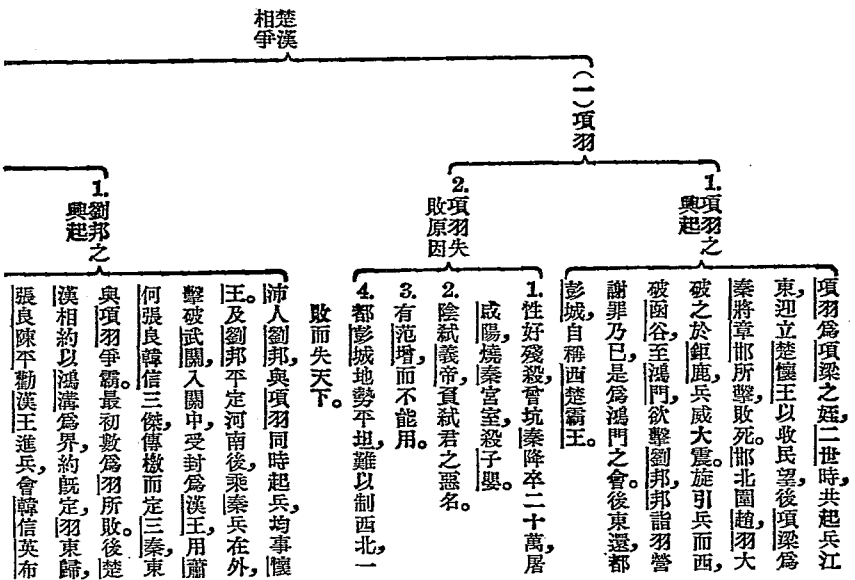 楚漢
相爭
（一）項羽
1.項羽之
興起
項羽爲項梁之姪，二世時，共起兵江
東，迎立楚懷王以收民望，後項梁爲
秦將章邯所擊敗死。邯北圍趙，羽大
破之於鉅鹿，兵威大震。旋引兵而西，
破函谷，至鴻門，欲擊劉邦，邦詣羽營
謝罪乃已，是爲鴻門之會。後東還，都
彭城，自稱西楚霸王。
2.項羽失
敗原因
1.性好殘殺，曾坑秦降卒二十萬，屠
咸陽，燒秦宮室，殺子嬰。
2.陰弒義帝，負弒君之惡名。
3.有范增而不能用。
4.都彭城，地勢平坦，難以制西北，一
敗而失天下。
1.劉邦之
興起
沛人劉邦，與項羽同時起兵，均事懷
王。及劉邦平定河南後，乘秦兵在外，
擊破武關，入關中，受封爲漢王，用蕭
何張良韓信三傑，傳檄而定三秦，東
與項羽爭霸。最初數爲羽所敗。後楚
漢相約以鴻溝爲界，約既定，羽東歸，
張良陳平勸漢王進兵，會韓信英布